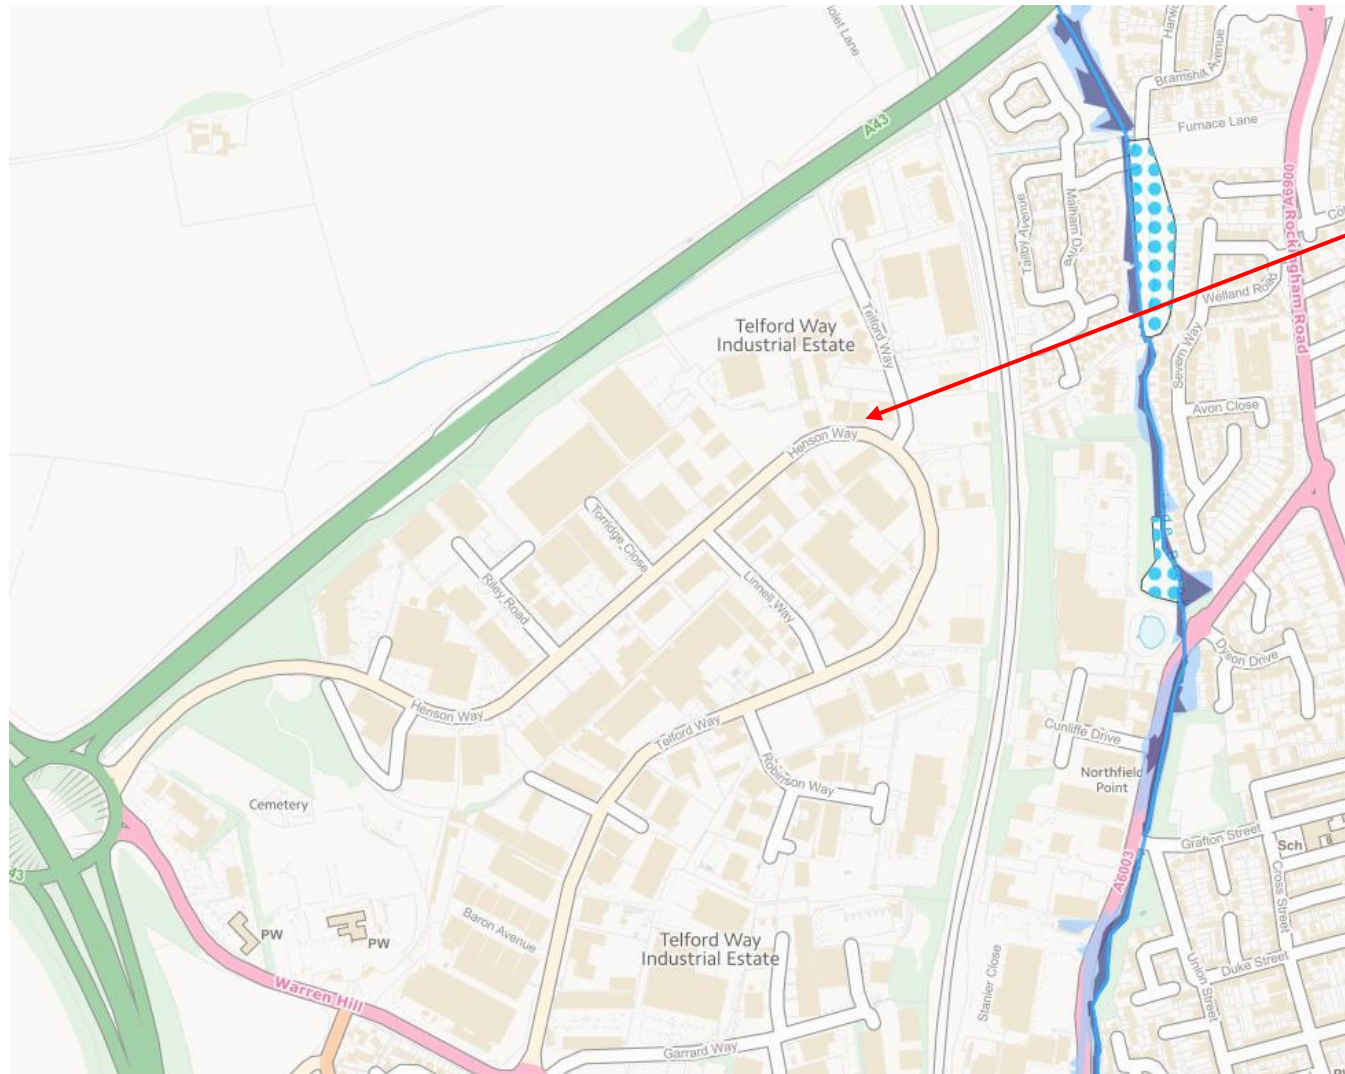 Violet Lane
Harw
Bramshill Avenue
A43
Furnace Lane
A6900 Rockingham Road
Tailby Avenue
Malham Drive
Welland Road
Severn Way
Telford Way
Telford Way
Industrial Estate
Avon Close
Henson Way
Torridge Close
Riley Road
Linnell Way
Dyson Drive
Henson Way
Telford Way
Cunliffe Drive
Robinson Way
Northfield
Point
Cemetery
Grafton Street
Sch
43
A6003
Cross Street
Baron Avenue
PW
PW
Telford Way
Industrial Estate
Duke Street
Union Street
Warren Hill
Stanier Close
Garrard Way